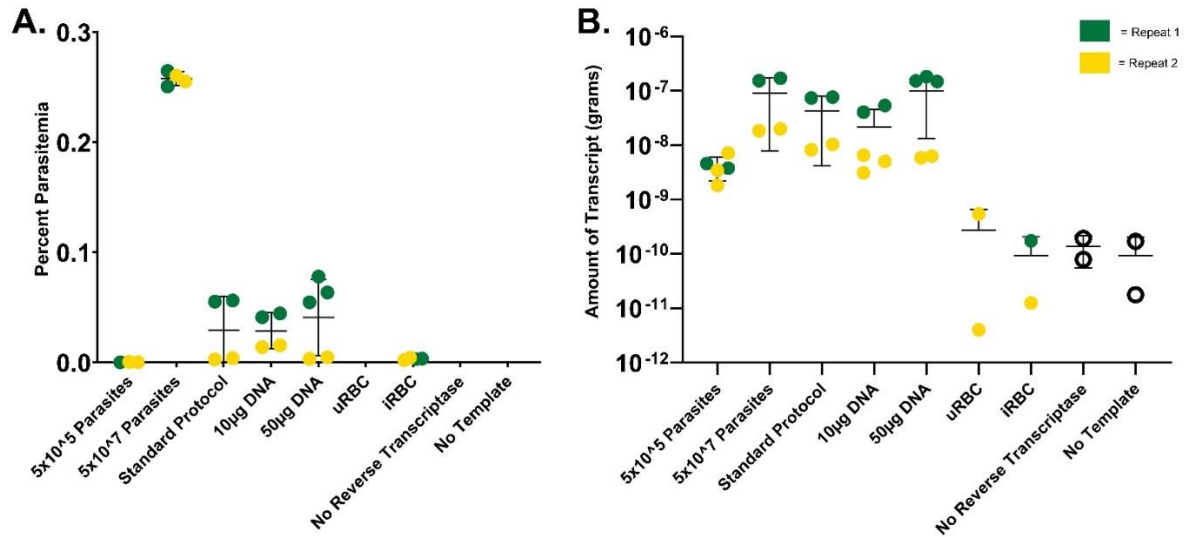 A.
Percent Parasitemia
0.3
0.2
0.1
0.0
5x10^5 Parasites
5x10^7 Parasites
Standard Protocol
10µg DNA
50µg DNA
uRBC
iRBC
No Reverse Transcriptase
No Template
B.
= Repeat 1
= Repeat 2
Amount of Transcript (grams)
10-6
10-7
10-8
10-9
10-10
10-11
10-12
5x10^5 Parasites
5x10^7 Parasites
Standard Protocol
10µg DNA
50µg DNA
uRBC
iRBC
No Reverse Transcriptase
No Template